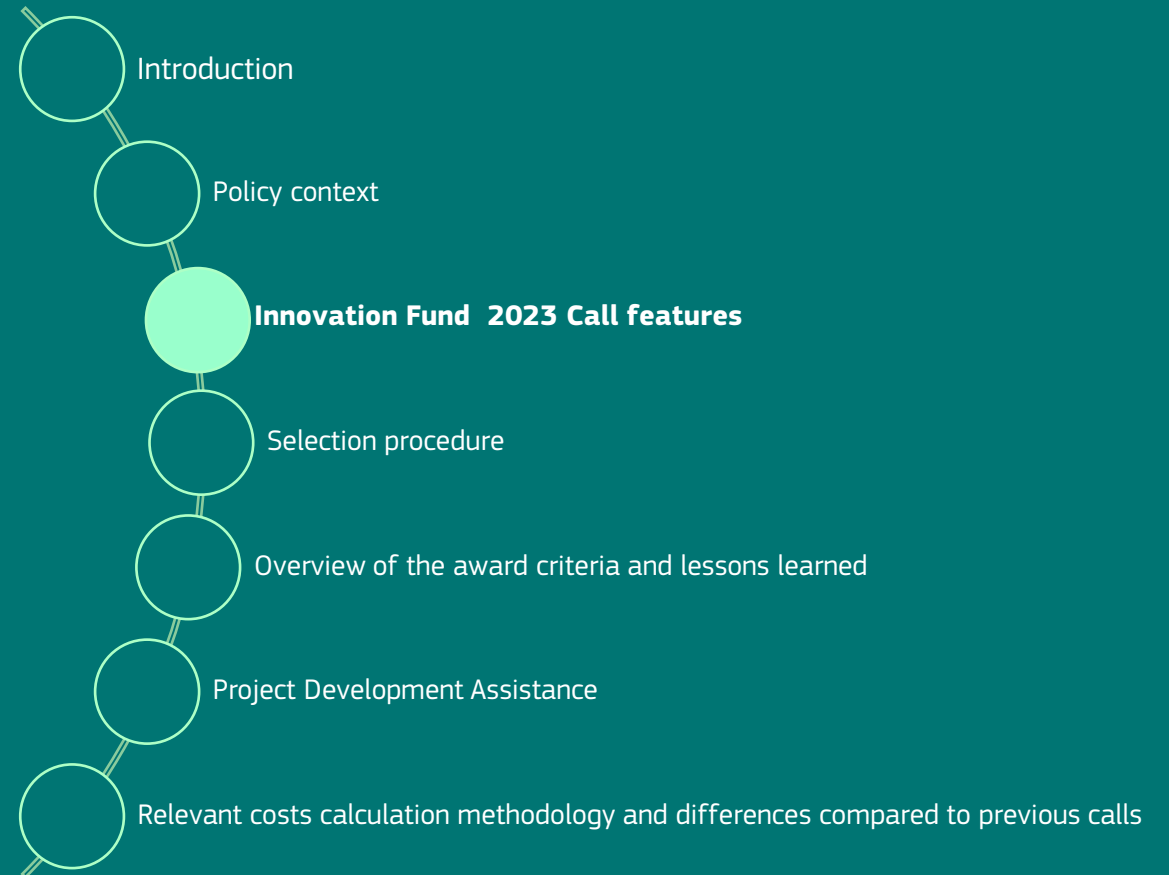 Introduction
Policy context
Innovation Fund  2023 Call features
Selection procedure
Overview of the award criteria and lessons learned
Project Development Assistance
Relevant costs calculation methodology and differences compared to previous calls